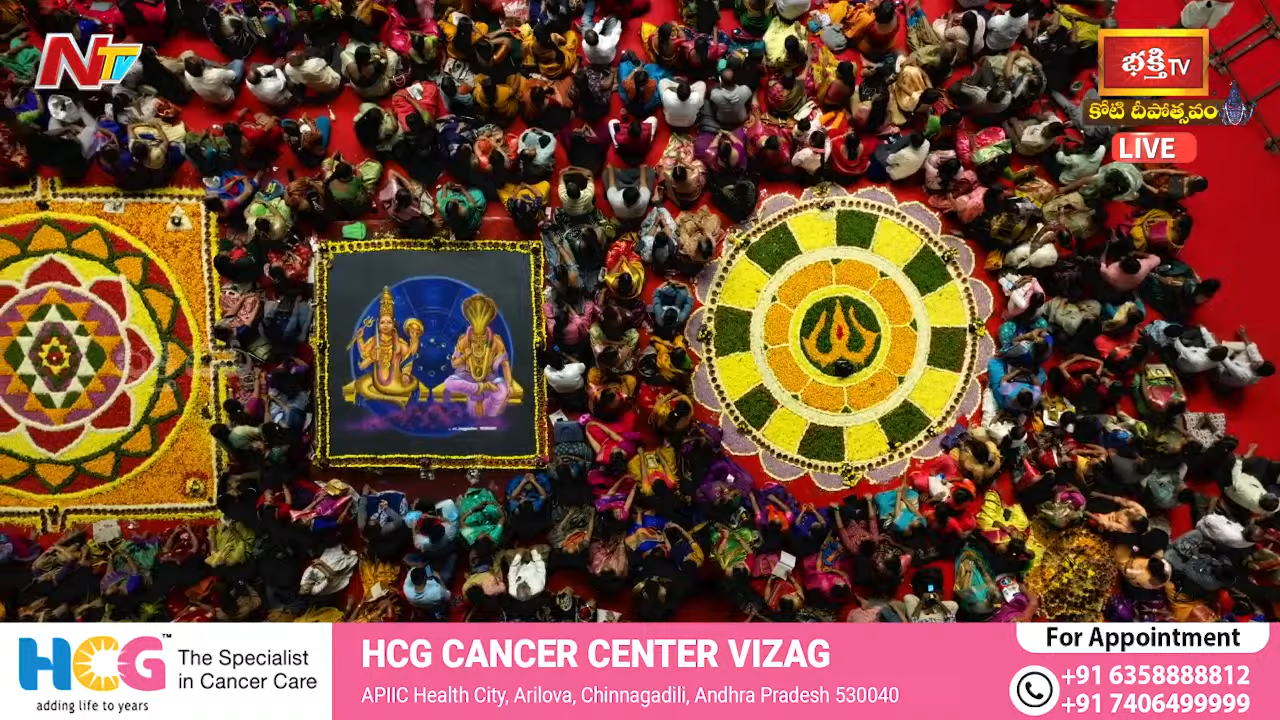 NTV
భక్తి TV
కోటి దీపోత్సవం
LIVE
HCG™
The Specialist
in Cancer Care
adding life to years
HCG CANCER CENTER VIZAG
APIIC Health City, Arilova, Chinnagadili, Andhra Pradesh 530040
For Appointment
+91 6358888812
+91 7406499999